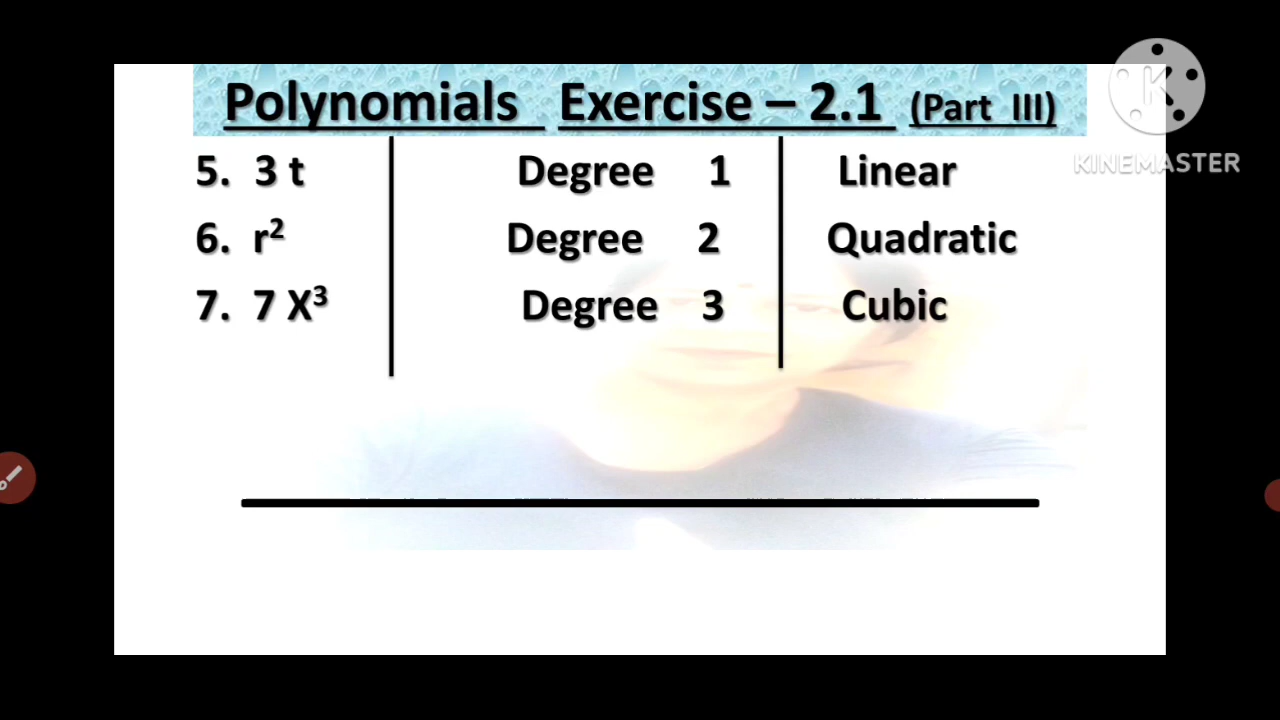 Polynomials Exercise – 2.1 (Part lII)
KINEMASTER
5. 3 t Degree 1 Linear
6. r² Degree 2 Quadratic
7. 7 X³ Degree 3 Cubic